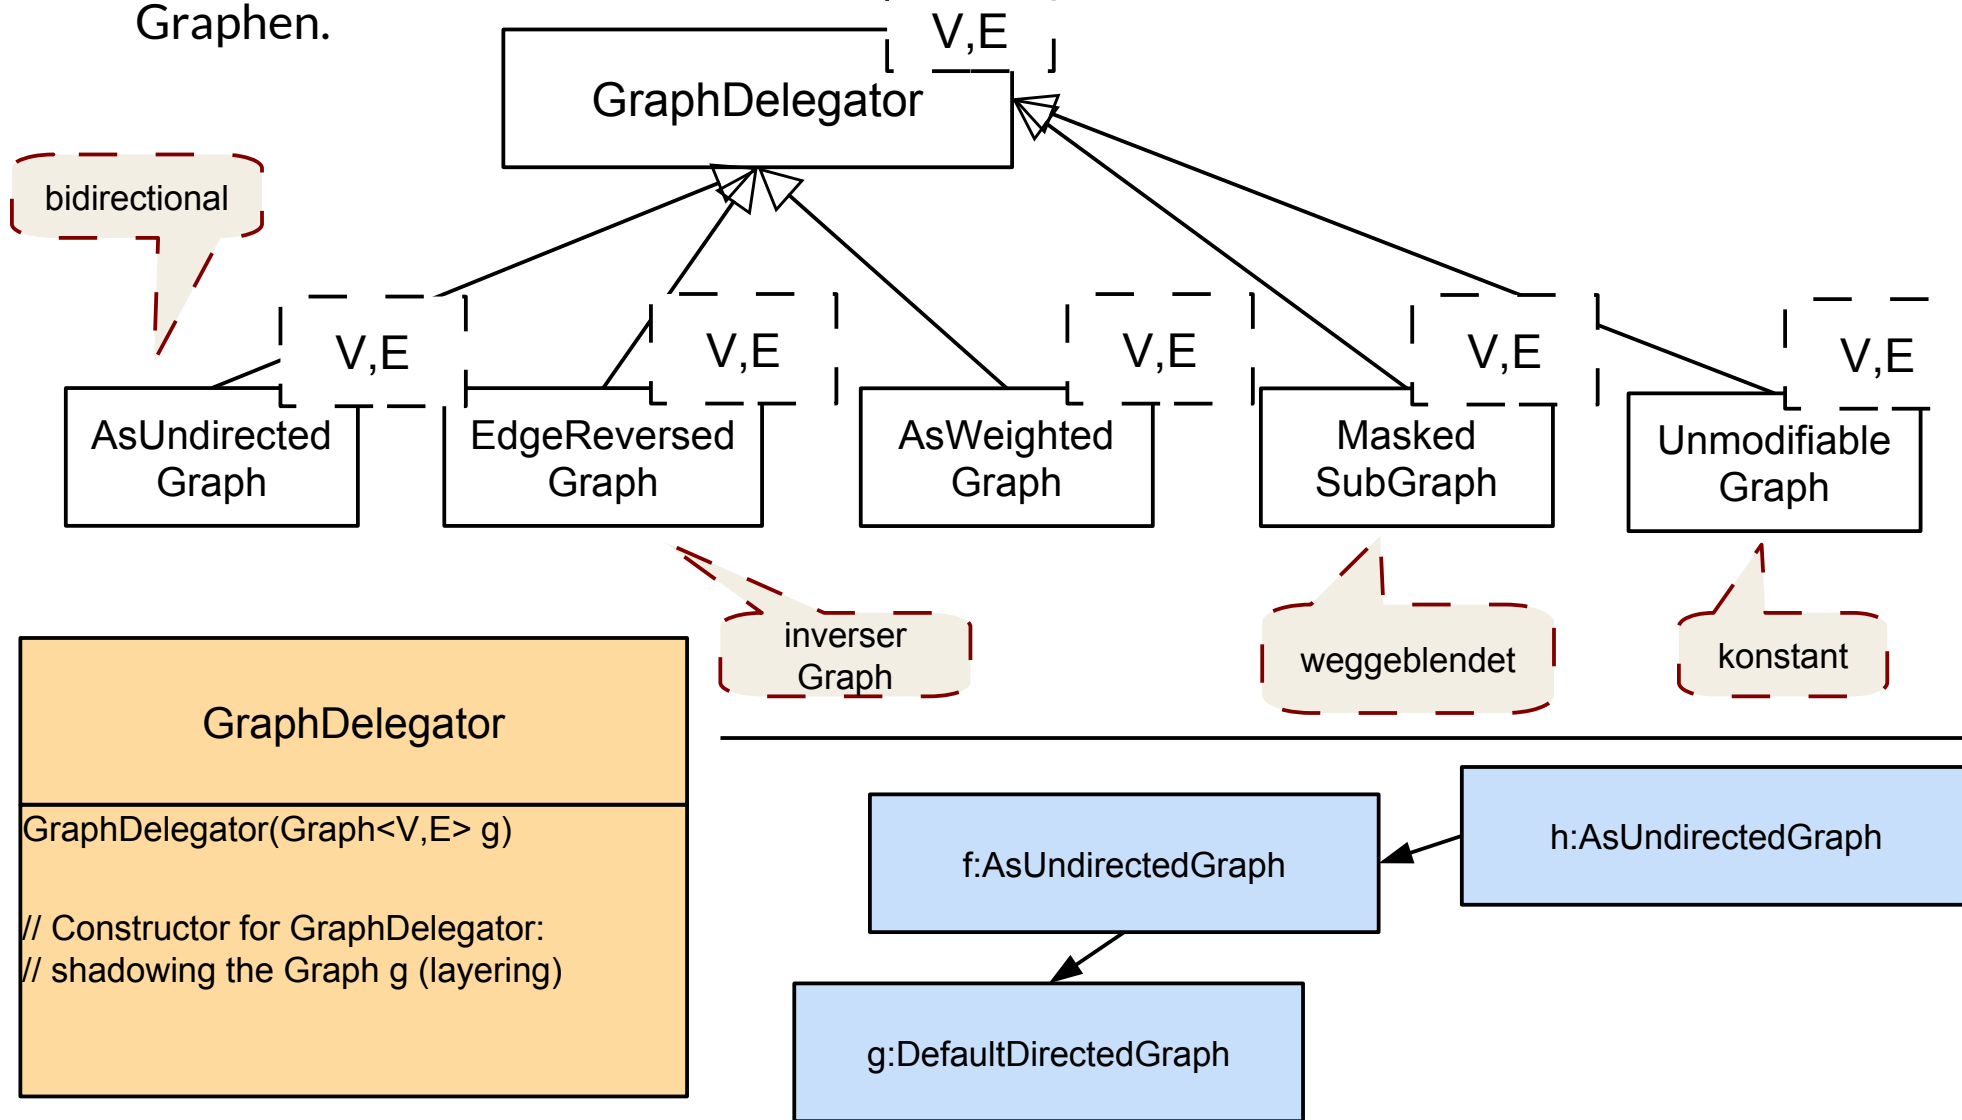 Graphen.
V,E
GraphDelegator
bidirectional
V,E
V,E
V,E
V,E
V,E
AsUndirected
Graph
EdgeReversed
Graph
AsWeighted
Graph
Masked
SubGraph
Unmodifiable
Graph
inverser
Graph
weggeblendet
konstant
GraphDelegator
GraphDelegator(Graph<V,E> g)
// Constructor for GraphDelegator:
// shadowing the Graph g (layering)
f:AsUndirectedGraph
h:AsUndirectedGraph
g:DefaultDirectedGraph